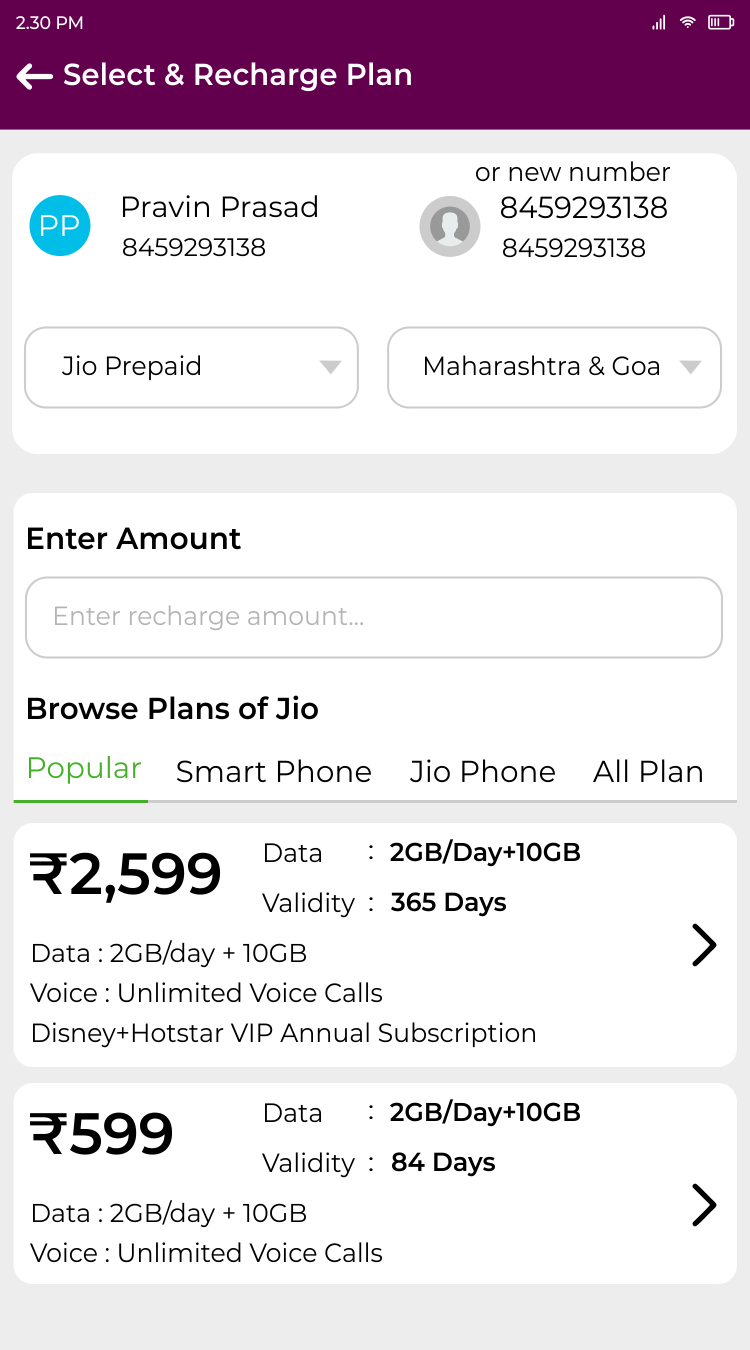 2.30 PM
Select & Recharge Plan
or new number
PP
Pravin Prasad
8459293138
8459293138
8459293138
Jio Prepaid
Maharashtra & Goa
Enter Amount
Enter recharge amount...
Browse Plans of Jio
Popular Smart Phone Jio Phone All Plan
₹2,599
Data : 2GB/Day+10GB
Validity : 365 Days
Data : 2GB/day + 10GB
Voice : Unlimited Voice Calls
Disney+Hotstar VIP Annual Subscription
₹599
Data : 2GB/Day+10GB
Validity : 84 Days
Data : 2GB/day + 10GB
Voice : Unlimited Voice Calls